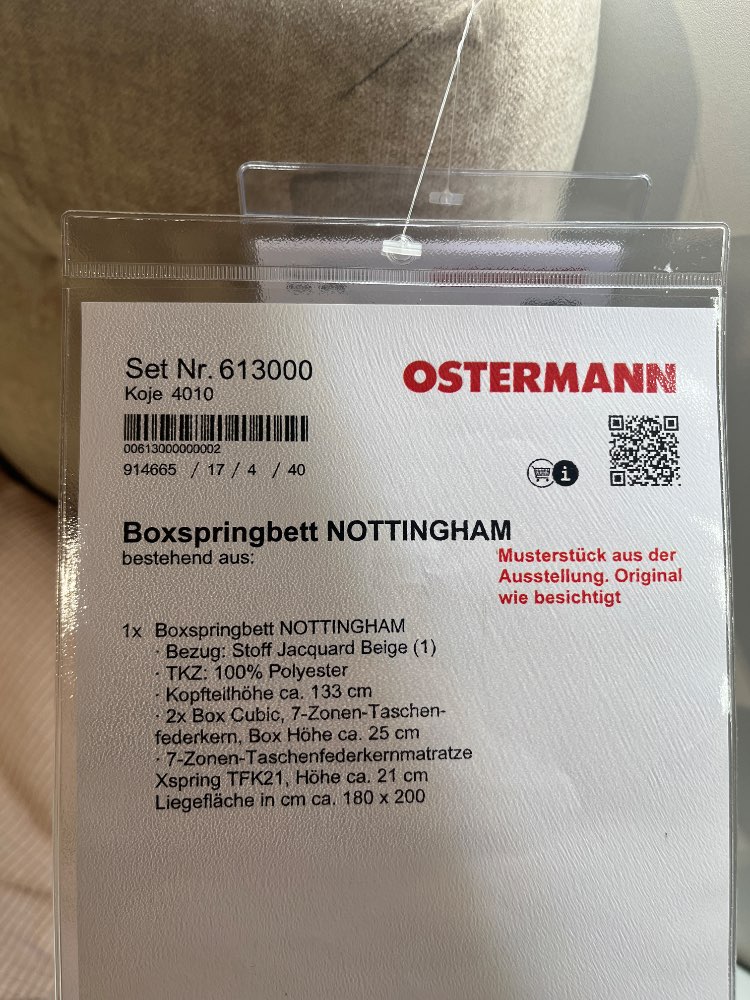 Set Nr. 613000
OSTERMANN
Koje 4010
00613000000002
914665 / 17 / 4 / 40
i
Boxspringbett NOTTINGHAM
bestehend aus:
Musterstück aus der
Ausstellung. Original
wie besichtigt
1x Boxspringbett NOTTINGHAM
· Bezug: Stoff Jacquard Beige (1)
· TKZ: 100% Polyester
· Kopfteilhöhe ca. 133 cm
· 2x Box Cubic, 7-Zonen-Taschen-
federkern, Box Höhe ca. 25 cm
· 7-Zonen-Taschenfederkernmatratze
Xspring TFK21, Höhe ca. 21 cm
Liegefläche in cm ca. 180 x 200